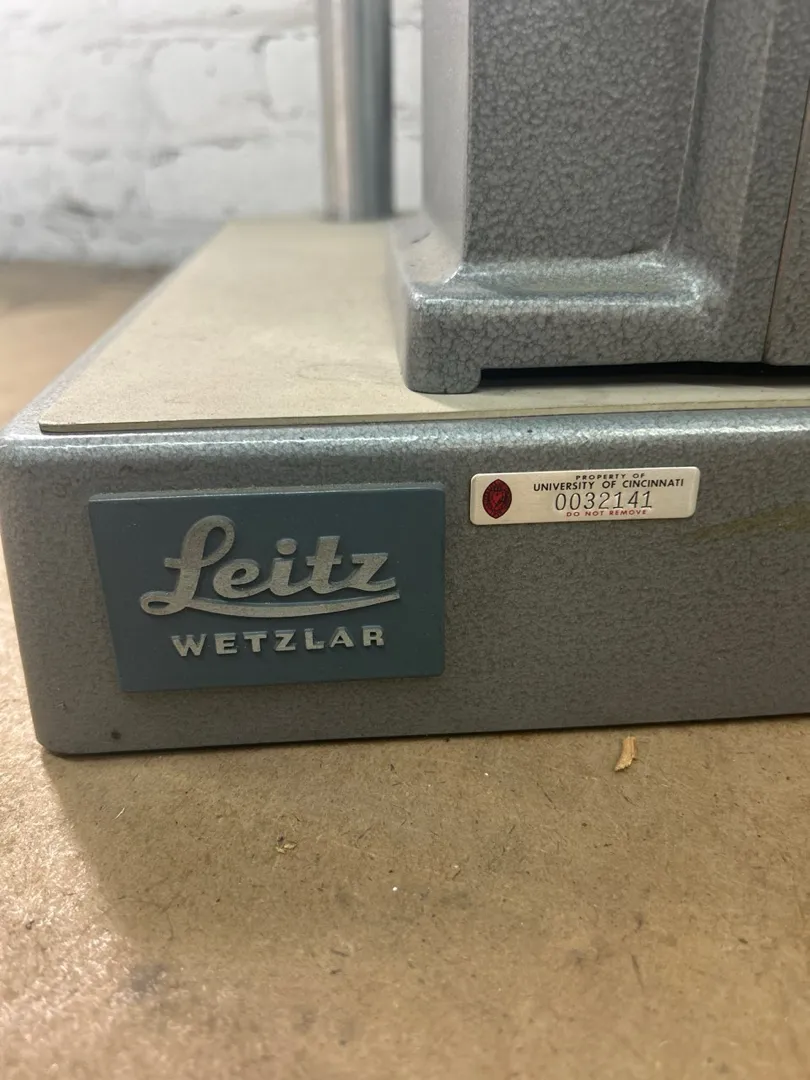 Leitz
WETZLAR
PROPERTY OF
UNIVERSITY OF CINCINNATI
0032141
DO NOT REMOVE